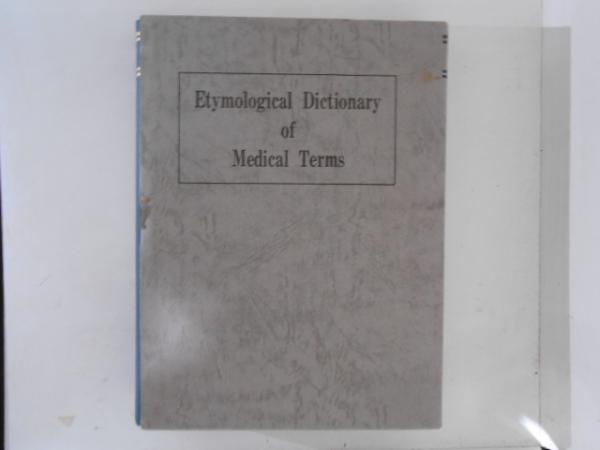 Etymological Dictionary
of
Medical Terms